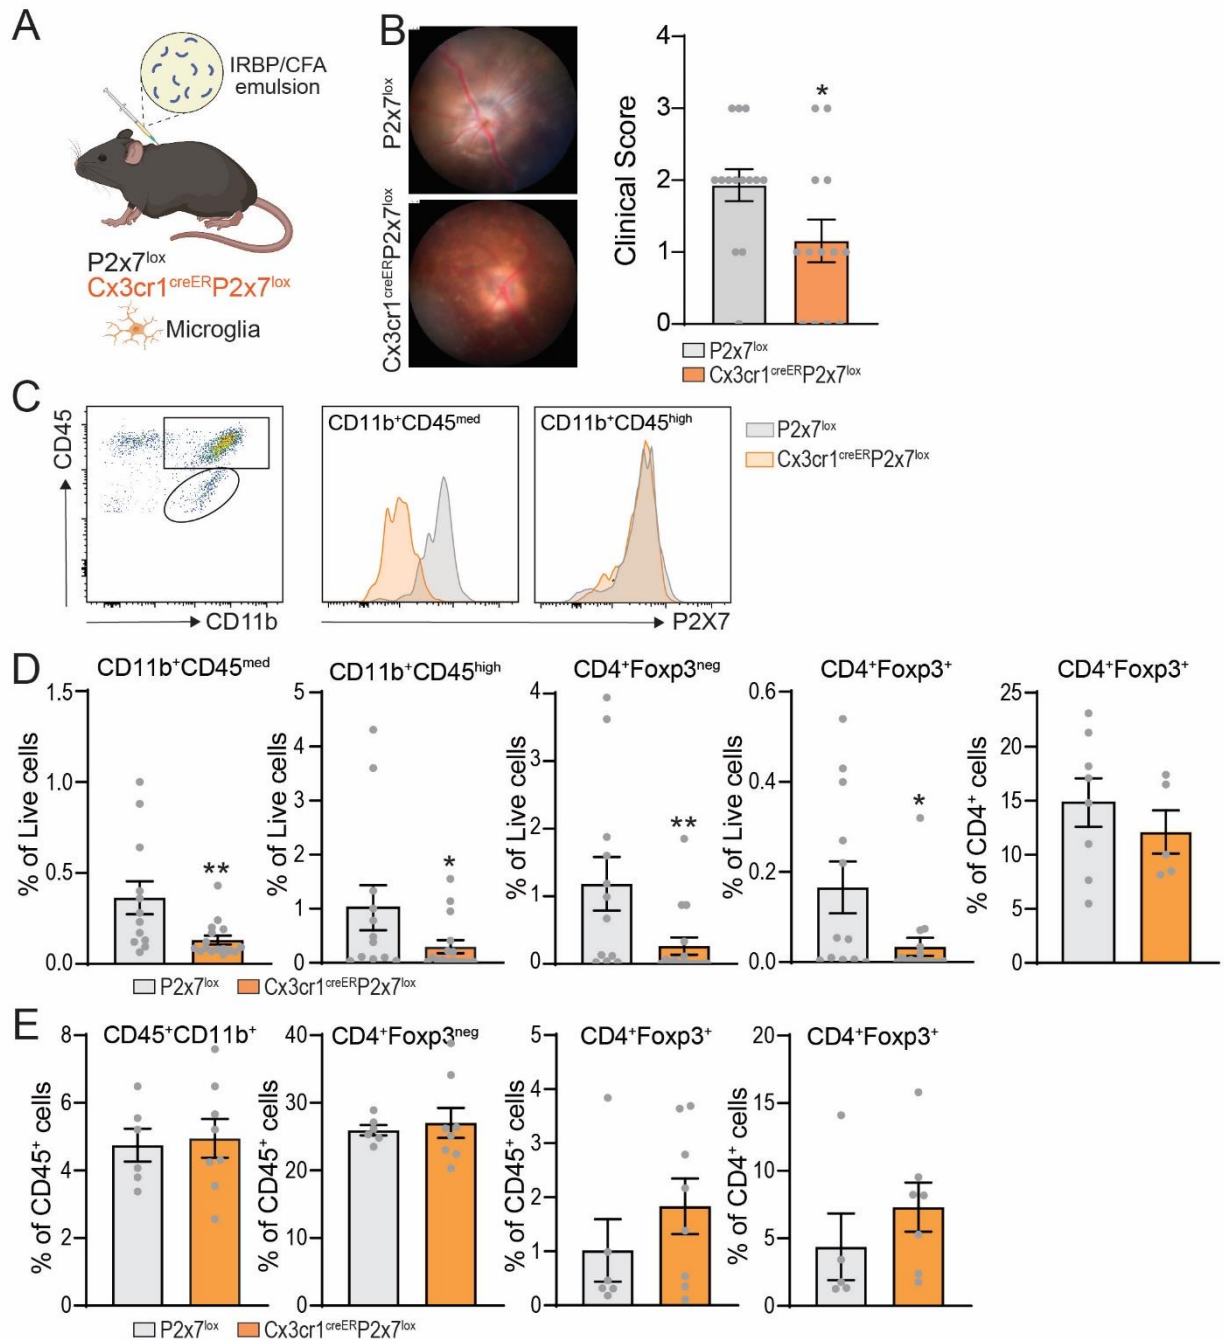 A
IRBP/CFA
emulsion
P2x7lox
Cx3cr1creERP2x7lox
Microglia
B
P2x7lox
Cx3cr1creERP2x7lox
Clinical Score
4
3
2
1
0
*
P2x7lox
Cx3cr1creERP2x7lox
C
CD45
CD11b
CD11b+CD45med
CD11b+CD45high
P2X7
P2x7lox
Cx3cr1creERP2x7lox
D
CD11b+CD45med
% of Live cells
1.5
1.0
0.5
0.0
**
CD11b+CD45high
% of Live cells
5
4
3
2
1
0
*
CD4+Foxp3neg
% of Live cells
4
3
2
1
0
**
CD4+Foxp3+
% of Live cells
0.6
0.4
0.2
0.0
*
CD4+Foxp3+
% of CD4+ cells
25
20
15
10
5
0
P2x7lox
Cx3cr1creERP2x7lox
E
CD45+CD11b+
% of CD45+ cells
8
6
4
2
0
CD4+Foxp3neg
% of CD45+ cells
40
30
20
10
0
CD4+Foxp3+
% of CD45+ cells
5
4
3
2
1
0
CD4+Foxp3+
% of CD4+ cells
20
15
10
5
0
P2x7lox
Cx3cr1creERP2x7lox